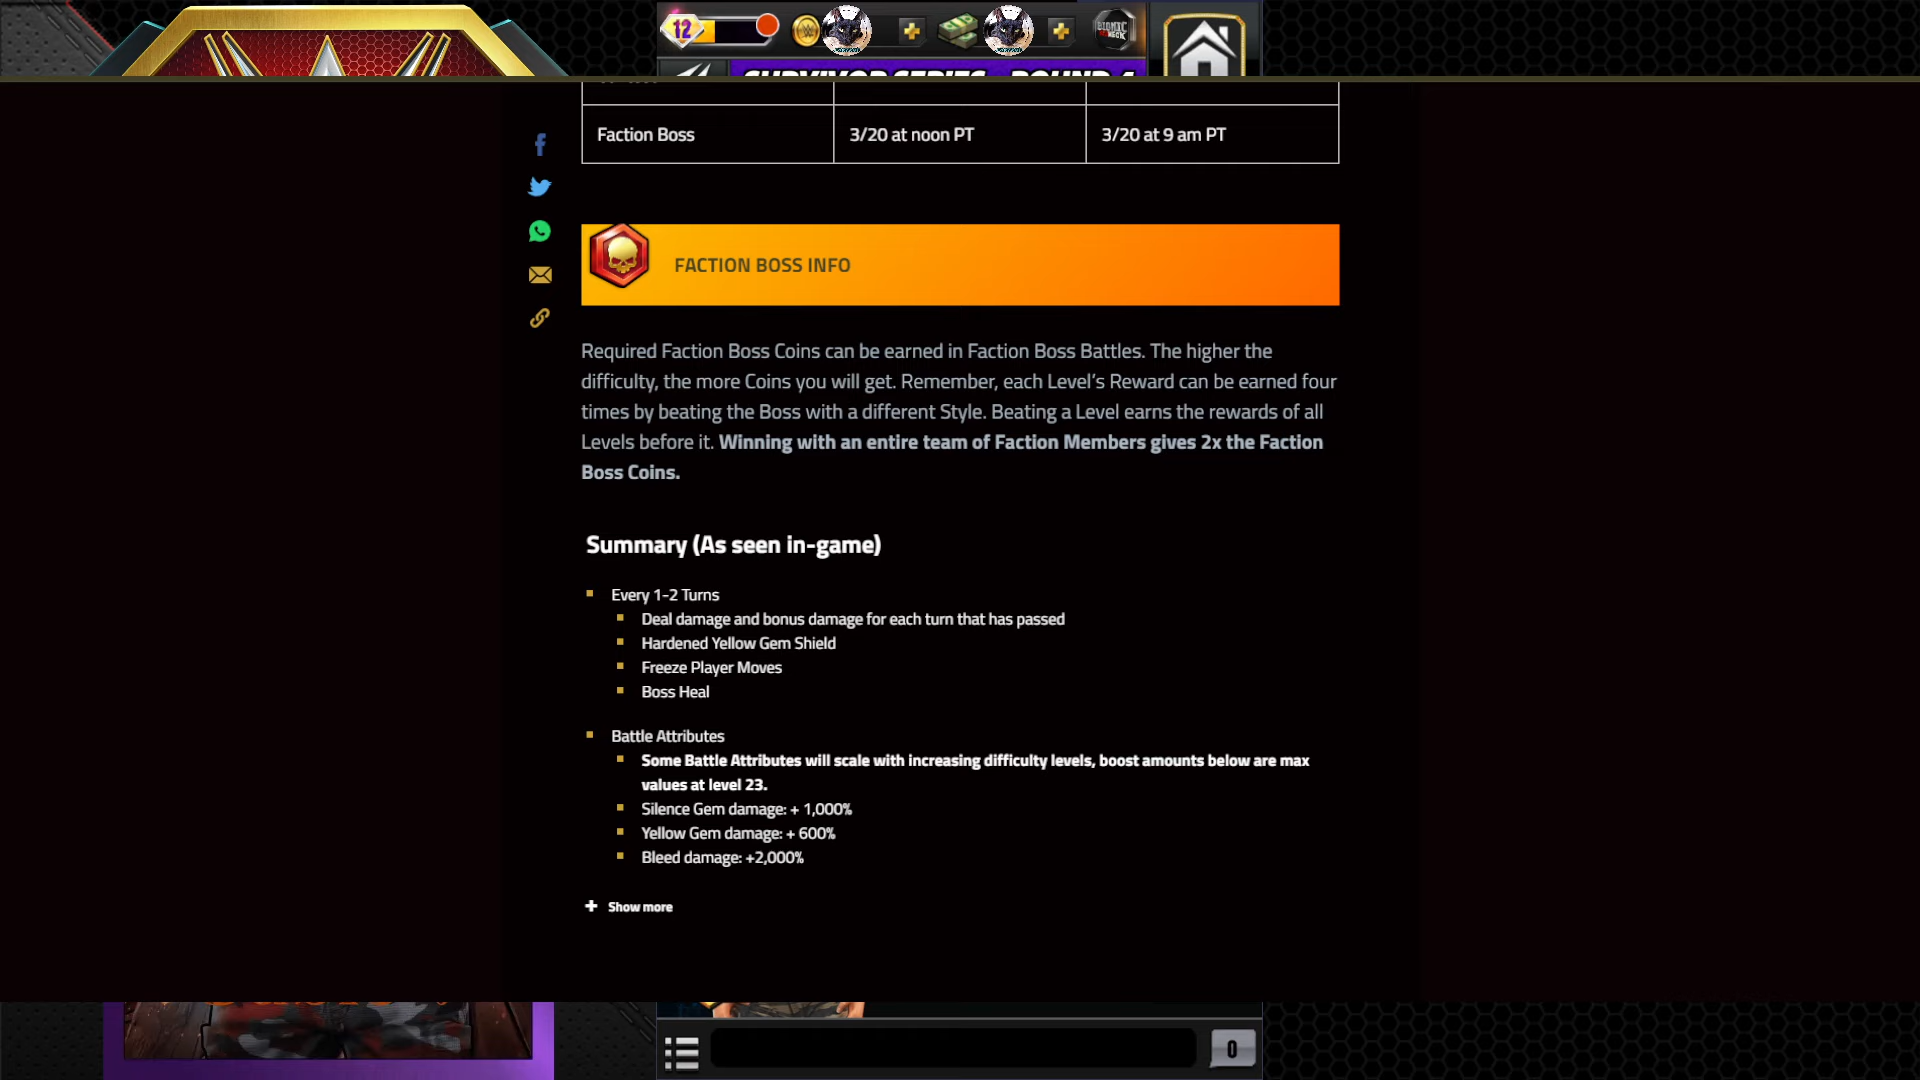 12
SURVIVOR SERIES - ROUND 4
Faction Boss
3/20 at noon PT
3/20 at 9 am PT
FACTION BOSS INFO
Required Faction Boss Coins can be earned in Faction Boss Battles. The higher the
difficulty, the more Coins you will get. Remember, each Level's Reward can be earned four
times by beating the Boss with a different Style. Beating a Level earns the rewards of all
Levels before it. Winning with an entire team of Faction Members gives 2x the Faction
Boss Coins.
Summary (As seen in-game)
Every 1-2 Turns
Deal damage and bonus damage for each turn that has passed
Hardened Yellow Gem Shield
Freeze Player Moves
Boss Heal
Battle Attributes
Some Battle Attributes will scale with increasing difficulty levels, boost amounts below are max
values at level 23.
Silence Gem damage: + 1,000%
Yellow Gem damage: + 600%
Bleed damage: +2,000%
+ Show more
0